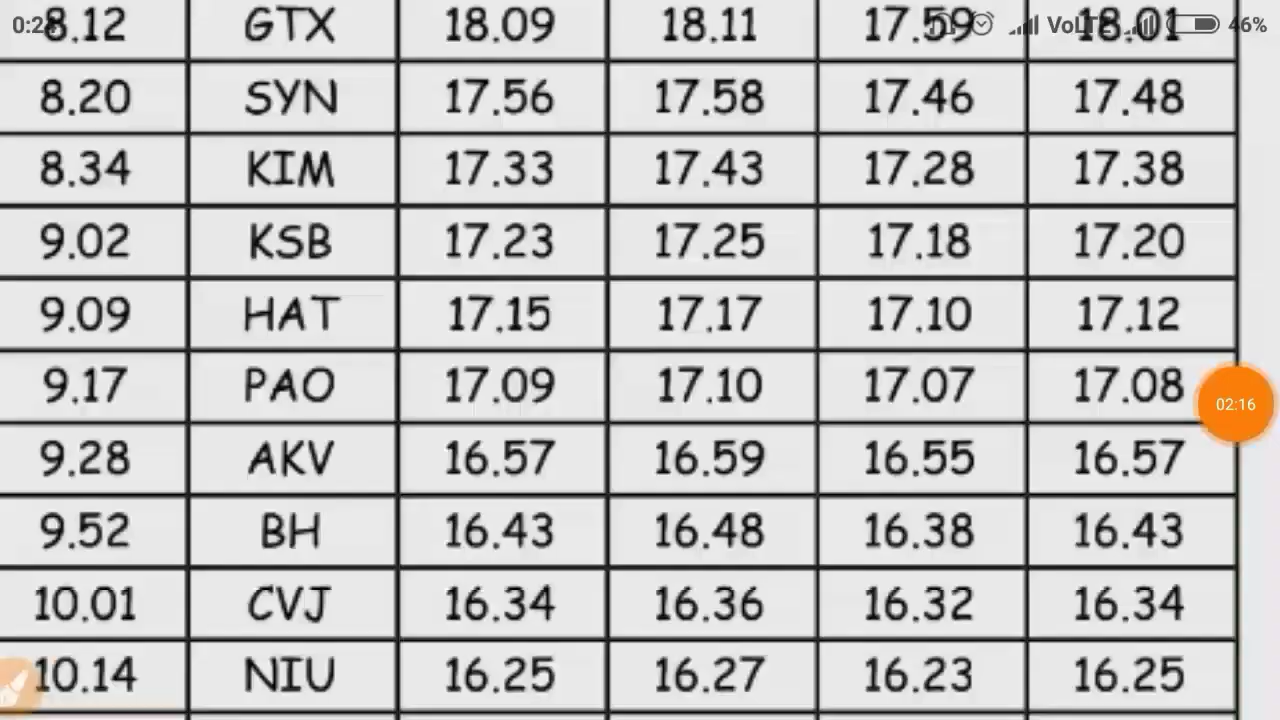 8.12 GTX 18.09 18.11 17.59 18.01
46%
8.20 SYN 17.56 17.58 17.46 17.48
8.34 KIM 17.33 17.43 17.28 17.38
9.02 KSB 17.23 17.25 17.18 17.20
9.09 HAT 17.15 17.17 17.10 17.12
9.17 PAO 17.09 17.10 17.07 17.08
02:16
9.28 AKV 16.57 16.59 16.55 16.57
9.52 BH 16.43 16.48 16.38 16.43
10.01 CVJ 16.34 16.36 16.32 16.34
10.14 NIU 16.25 16.27 16.23 16.25